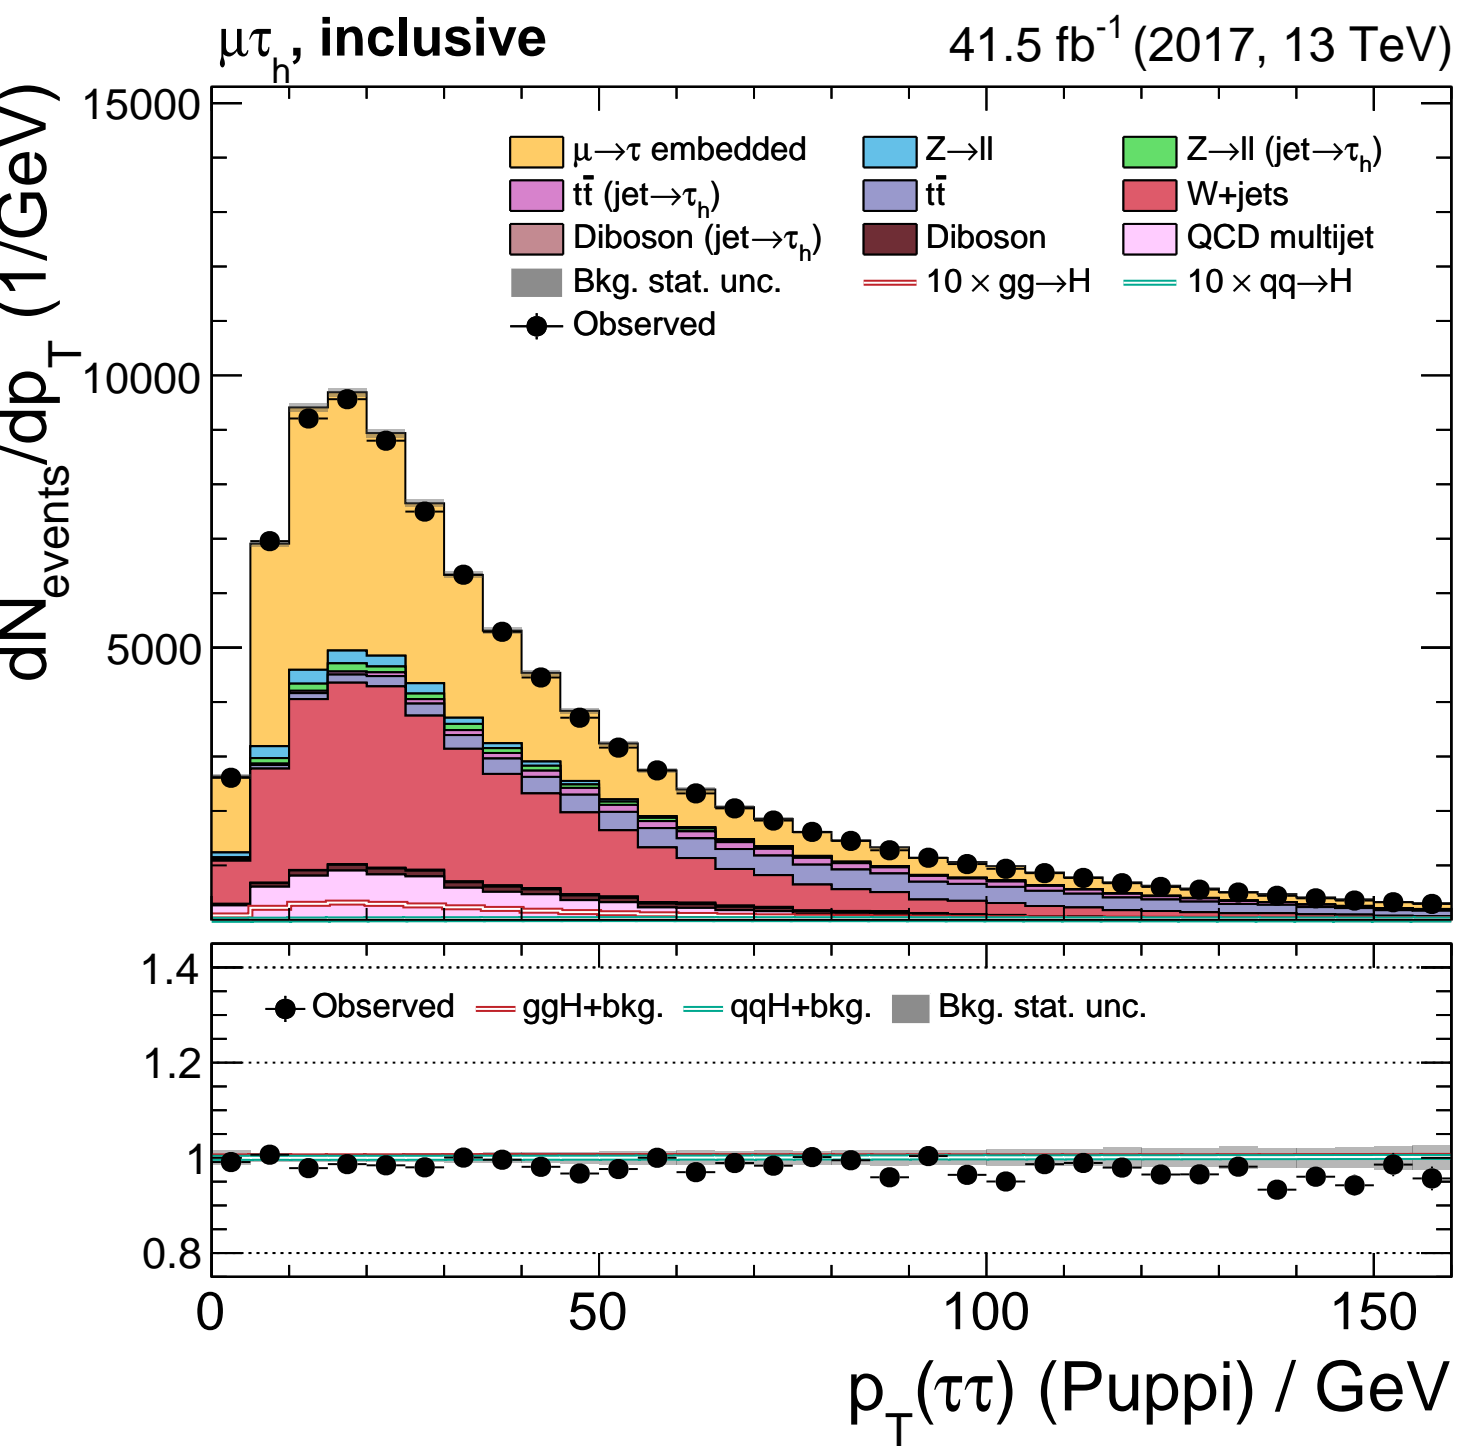 μτh, inclusive
41.5 fb-1 (2017, 13 TeV)
dNevents/dpT (1/GeV)
15000
10000
5000
μ→τ embedded
Z→ll
Z→ll (jet→τh)
tt̄ (jet→τh)
tt̄
W+jets
Diboson (jet→τh)
Diboson
QCD multijet
Bkg. stat. unc.
10 × gg→H
10 × qq→H
Observed
1.4
1.2
1
0.8
Observed
ggH+bkg.
qqH+bkg.
Bkg. stat. unc.
0
50
100
150
pT(ττ) (Puppi) / GeV